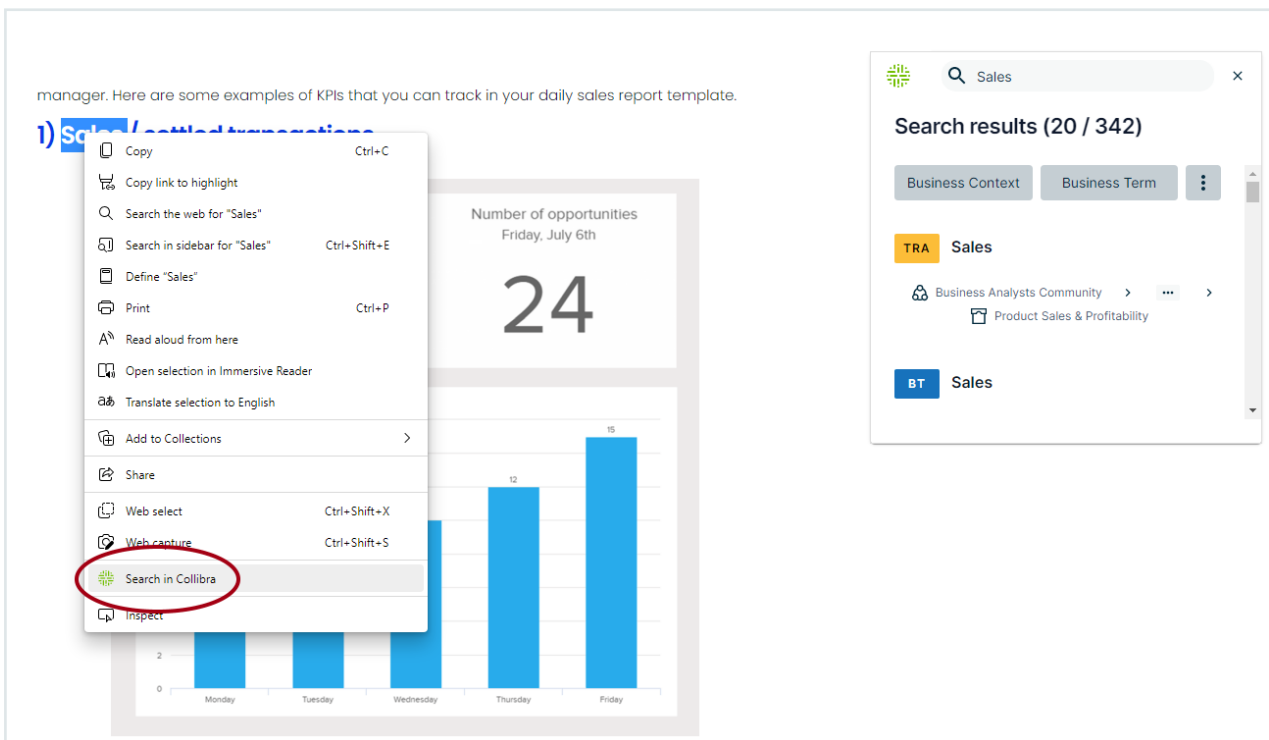 manager. Here are some examples of KPIs that you can track in your daily sales report template.
1) Sales / settled transactions
Copy Ctrl+C
Copy link to highlight
Search the web for "Sales"
Search in sidebar for "Sales" Ctrl+Shift+E
Define "Sales"
Print Ctrl+P
Read aloud from here
Open selection in Immersive Reader
Translate selection to English
Add to Collections
Share
Web select Ctrl+Shift+X
Web capture Ctrl+Shift+S
Search in Collibra
Inspect
Number of opportunities
Friday, July 6th
24
15
12
2
0
Monday Tuesday Wednesday Thursday Friday
Sales
Search results (20 / 342)
Business Context Business Term
TRA Sales
Business Analysts Community > ... >
Product Sales & Profitability
BT Sales